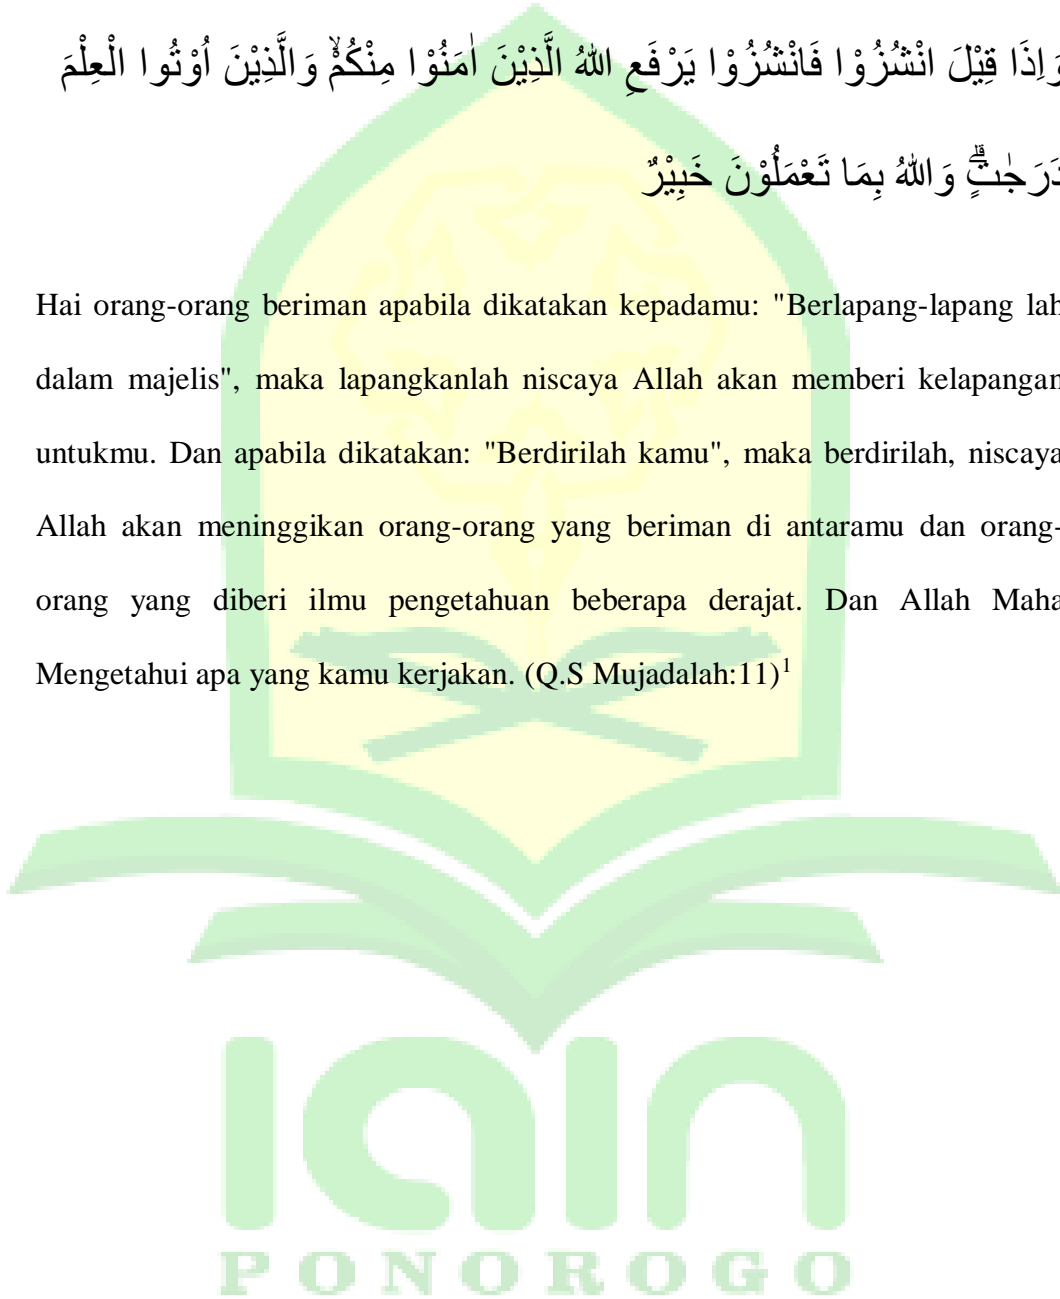 وَاِذَا قِيْلَ انْشُزُوْا فَانْشُزُوْا يَرْفَعِ اللّٰهُ الَّذِيْنَ اٰمَنُوْا مِنْكُمْۙ وَالَّذِيْنَ اُوْتُوا الْعِلْمَ
دَرَجٰتٍۗ وَاللّٰهُ بِمَا تَعْمَلُوْنَ خَبِيْرٌ
Hai orang-orang beriman apabila dikatakan kepadamu: "Berlapang-lapang lah
dalam majelis", maka lapangkanlah niscaya Allah akan memberi kelapangan
untukmu. Dan apabila dikatakan: "Berdirilah kamu", maka berdirilah, niscaya
Allah akan meninggikan orang-orang yang beriman di antaramu dan orang-
orang yang diberi ilmu pengetahuan beberapa derajat. Dan Allah Maha
Mengetahui apa yang kamu kerjakan. (Q.S Mujadalah:11)¹
iain
PONOROGO